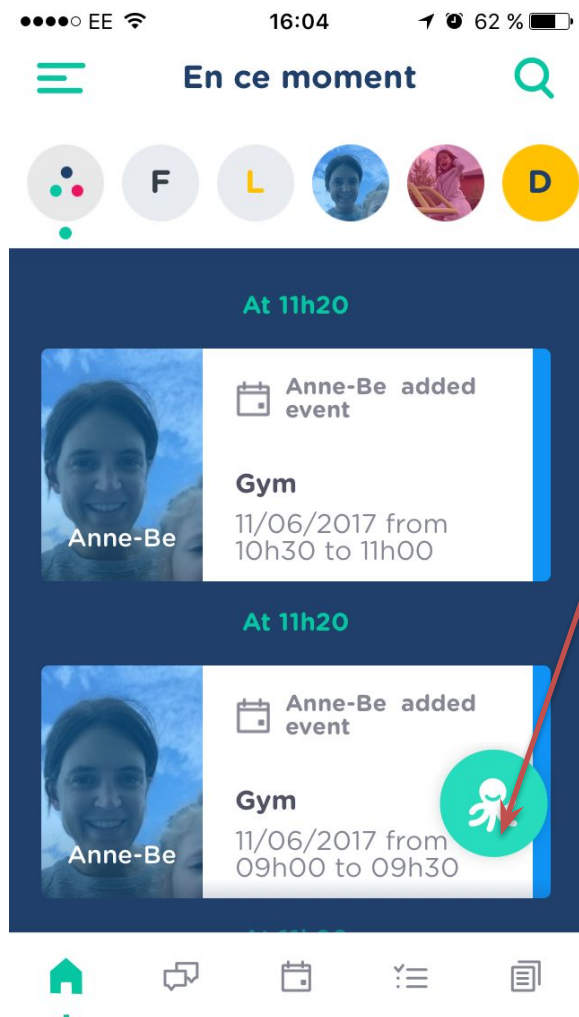 EE 16:04 62 %
En ce moment
F L D
At 11h20
Anne-Be added
event
Gym
11/06/2017 from
10h30 to 11h00
Anne-Be
At 11h20
Anne-Be added
event
Gym
11/06/2017 from
09h00 to 09h30
Anne-Be